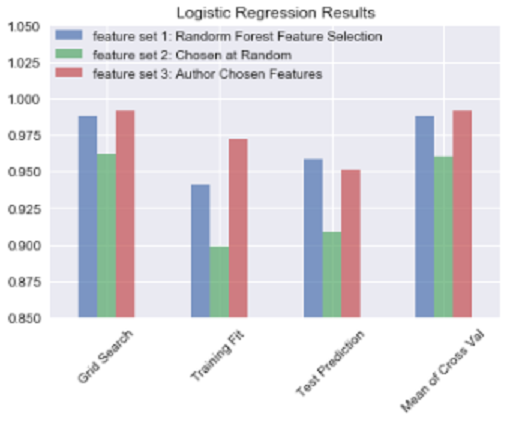 Logistic Regression Results
1.050
1.025
1.000
0.975
0.950
0.925
0.900
0.875
0.850
feature set 1: Randorm Forest Feature Selection
feature set 2: Chosen at Random
feature set 3: Author Chosen Features
Grid Search
Training Fit
Test Prediction
Mean of Cross Val